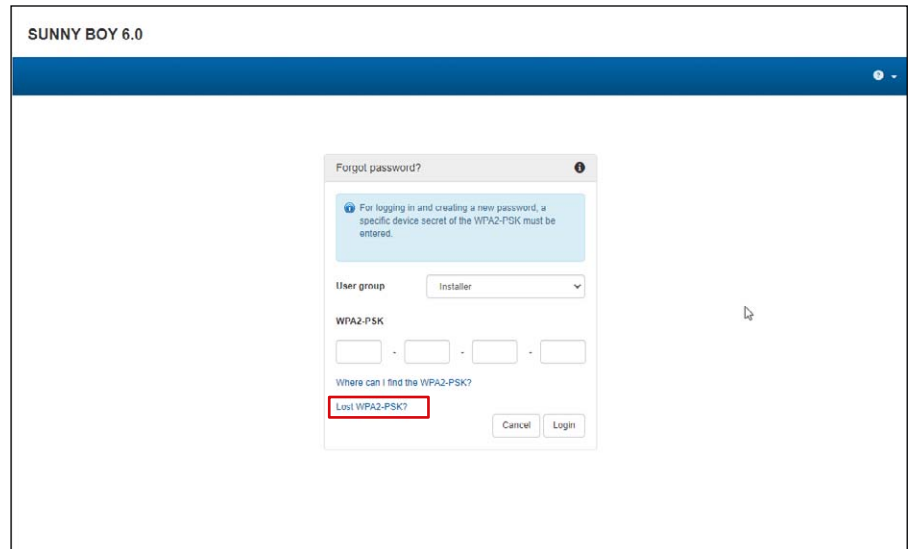 SUNNY BOY 6.0
Forgot password?
For logging in and creating a new password, a
specific device secret of the WPA2-PSK must be
entered.
User group Installer
WPA2-PSK
- - -
Where can I find the WPA2-PSK?
Lost WPA2-PSK?
Cancel Login